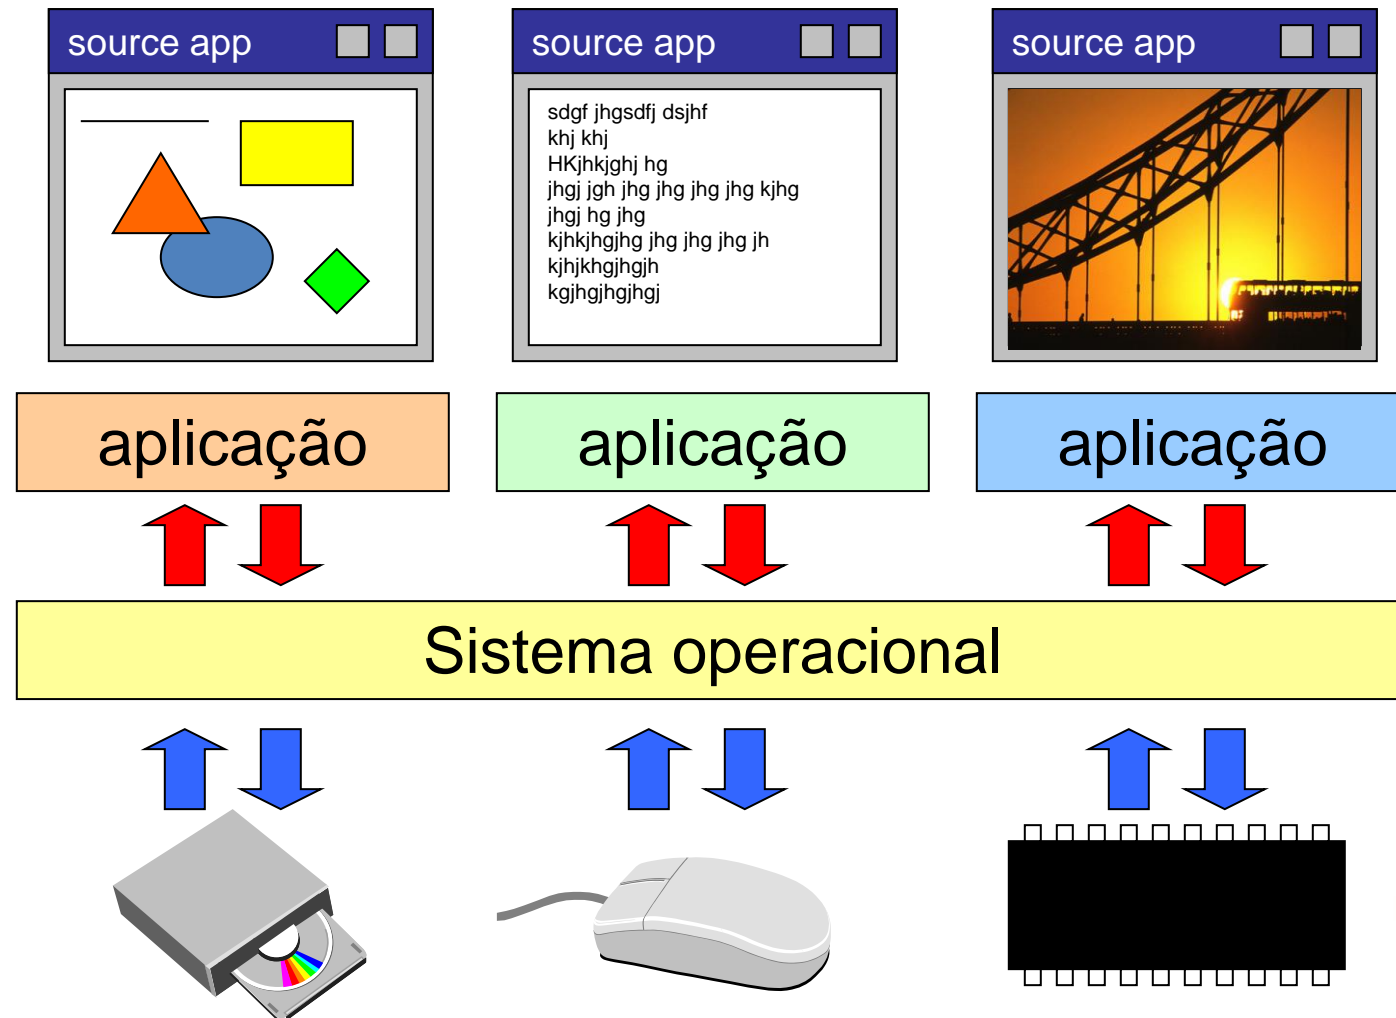 source app
source app
source app
sdgf jhgsdfj dsjhf
khj khj
HKjhkjghj hg
jhgj jgh jhg jhg jhg jhg kjhg
jhgj hg jhg
kjhkjhgjhg jhg jhg jhg jh
kjhjkhgjhgjh
kgjhgjhgjhgj
aplicação
aplicação
aplicação
Sistema operacional